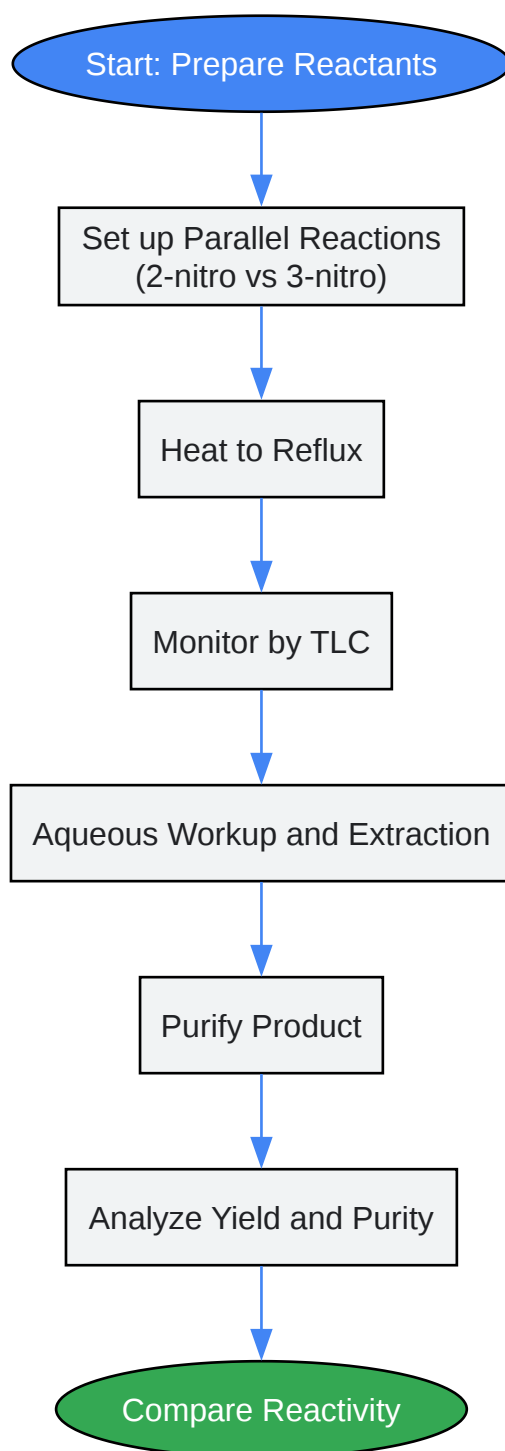 Start: Prepare Reactants
Set up Parallel Reactions
(2-nitro vs 3-nitro)
Heat to Reflux
Monitor by TLC
Aqueous Workup and Extraction
Purify Product
Analyze Yield and Purity
Compare Reactivity